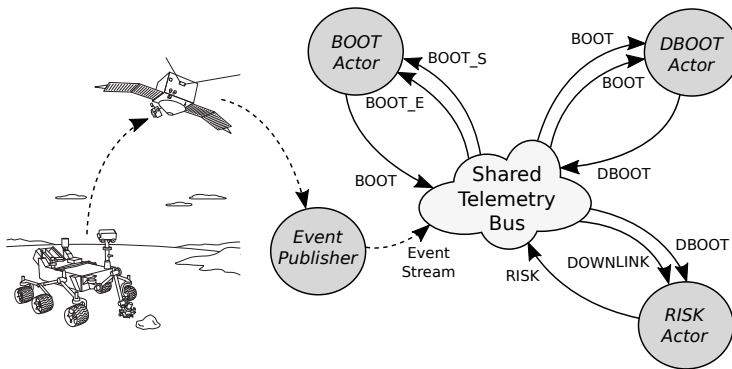 BOOT
Actor
BOOT_S
BOOT_E
BOOT
BOOT
BOOT
DBOOT
Actor
DBOOT
Shared
Telemetry
Bus
Event
Publisher
Event
Stream
RISK
DOWNLINK
DBOOT
RISK
Actor